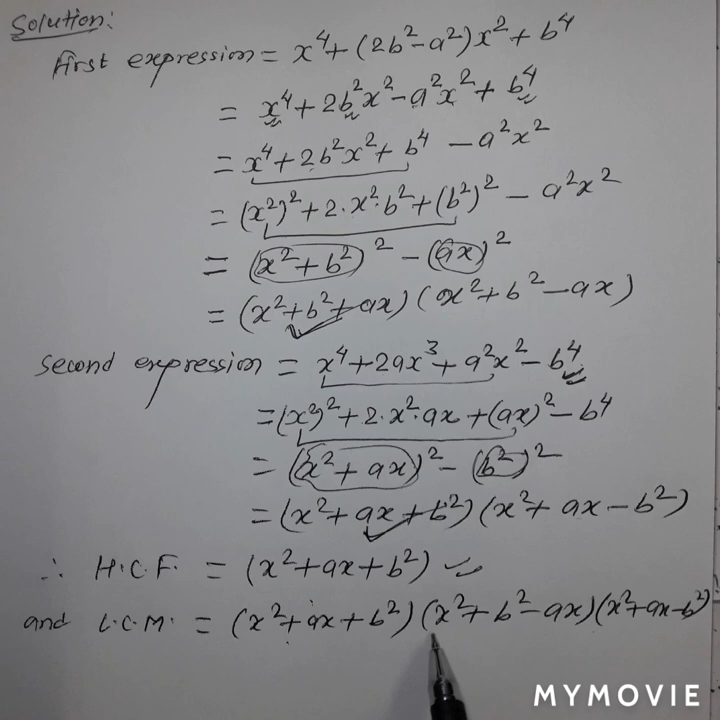 Solution:
First expression = x⁴+(2b²-a²)x²+b⁴
= x⁴+2b²x²-a²x²+b⁴
= x⁴+2b²x²+b⁴-a²x²
= (x²)²+2·x²·b²+(b²)²-a²x²
= (x²+b²)²-(ax)²
= (x²+b²+ax)(x²+b²-ax)
Second expression = x⁴+2ax³+a²x²-b⁴
= (x²)²+2·x²·ax+(ax)²-b⁴
= (x²+ax)²-(b²)²
= (x²+ax+b²)(x²+ax-b²)
∴ H.C.F. = (x²+ax+b²)
and L.C.M. = (x²+ax+b²)(x²+b²-ax)(x²+ax-b²)
MYMOVIE